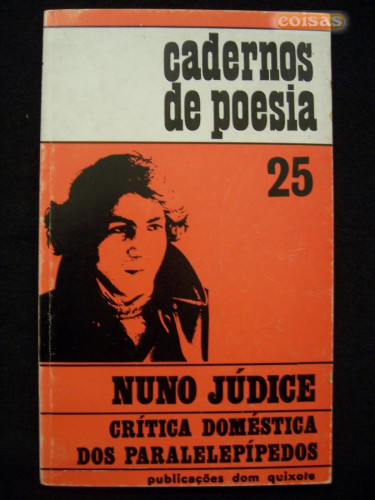 coisas
cadernos
de poesia
25
NUNO JÚDICE
CRÍTICA DOMÉSTICA
DOS PARALELEPÍPEDOS
publicações dom quixote